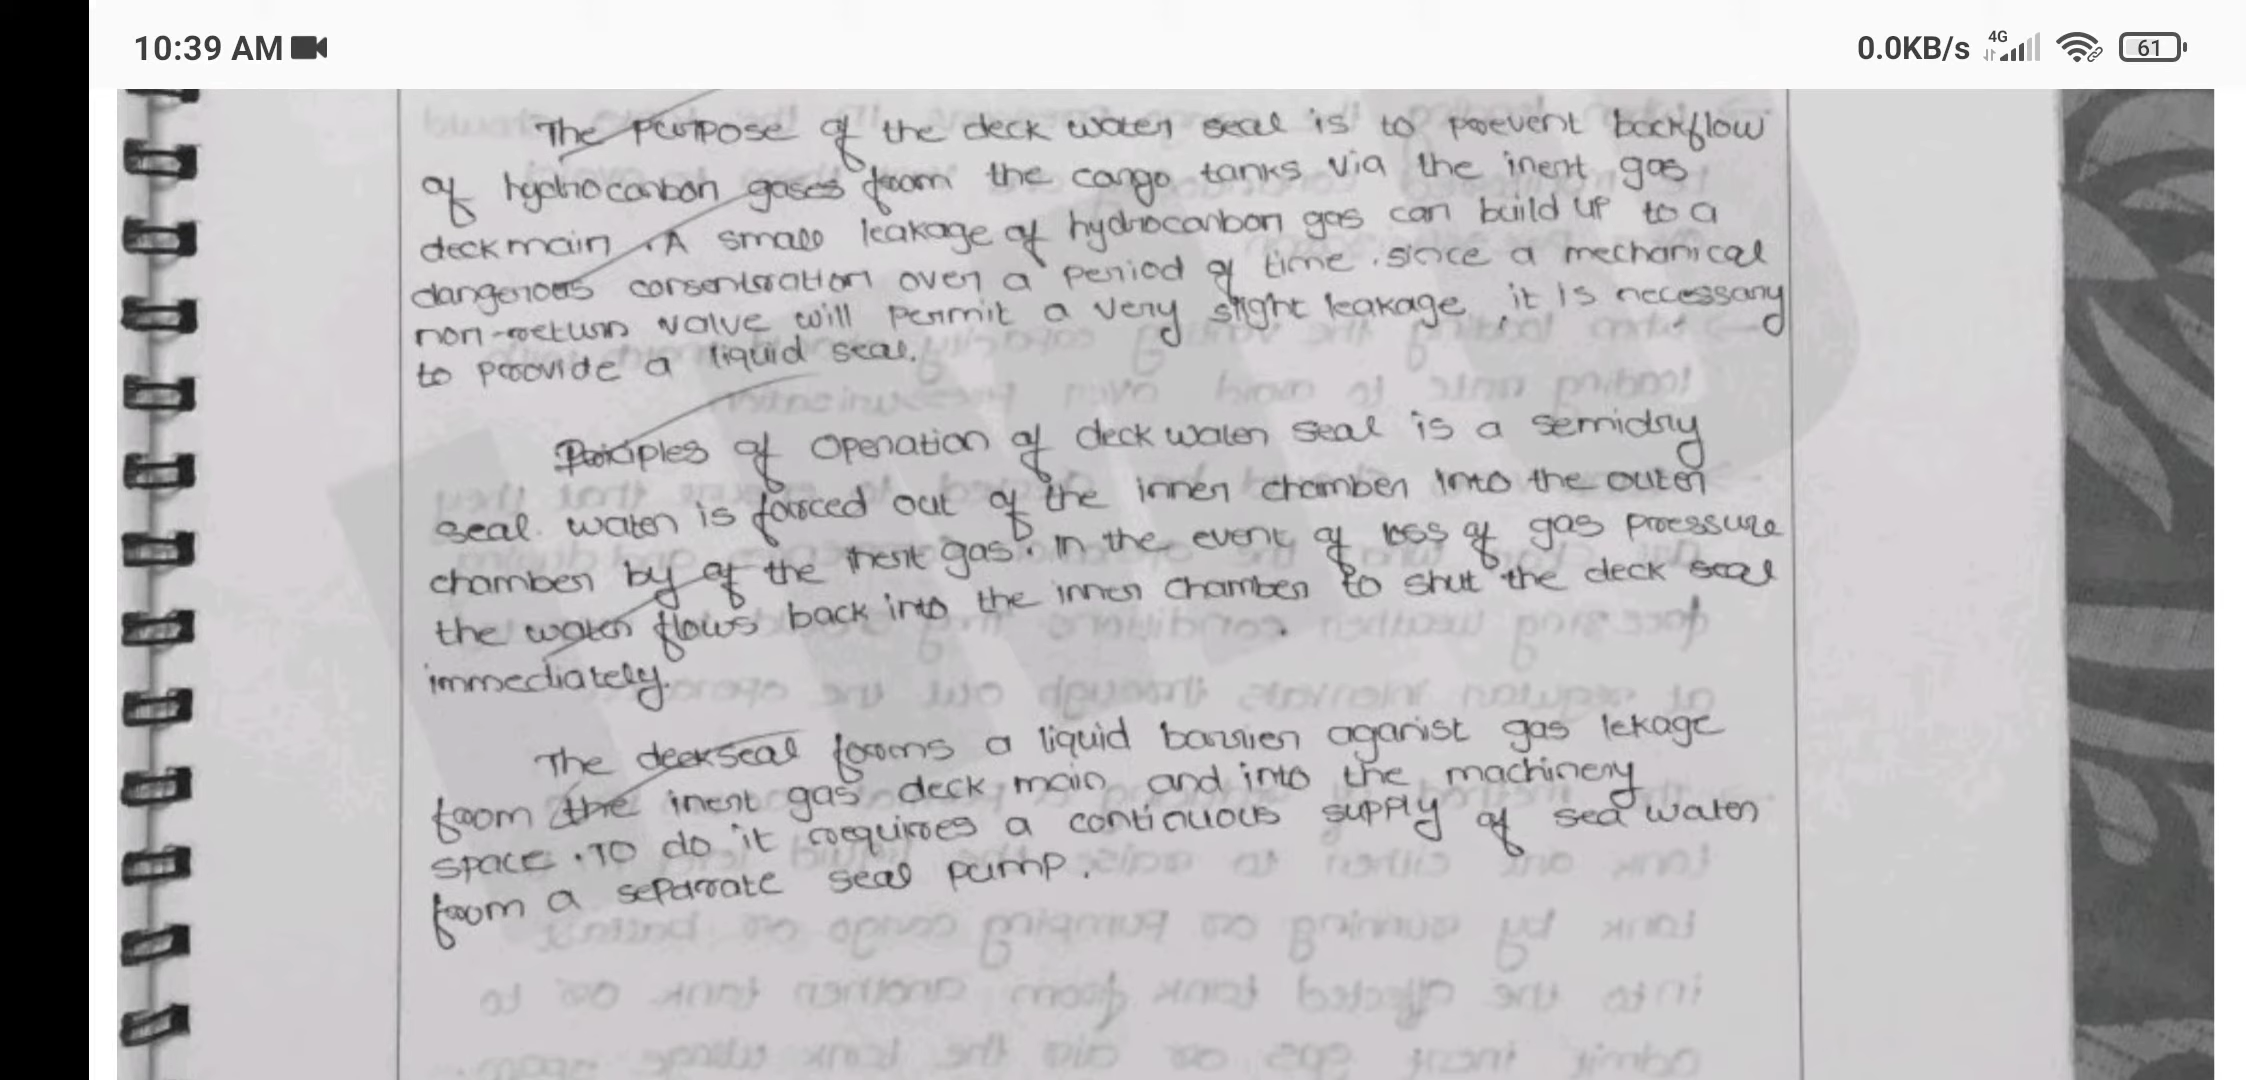 10:39 AM
0.0KB/s 4G 61
The purpose of the deck water seal is to prevent backflow
of hydrocarbon gases from the cargo tanks via the inert gas
deck main. A small leakage of hydrocarbon gas can build up to a
dangerous consentration over a period of time. since a mechanical
non-return valve will permit a very slight leakage, it is necessary
to provide a liquid seal.
Priciples of operation of deck water seal is a semidry
seal. water is forced out of the inner chamber into the outer
chamber by of the inert gas. In the event of loss of gas pressure
the water flows back into the inner chamber to shut the deck seal
immediately.
The deckseal forms a liquid barrier aganist gas lekage
from the inert gas deck main and into the machinery
space. To do it requires a continuous supply of sea water
from a separate seal pump.